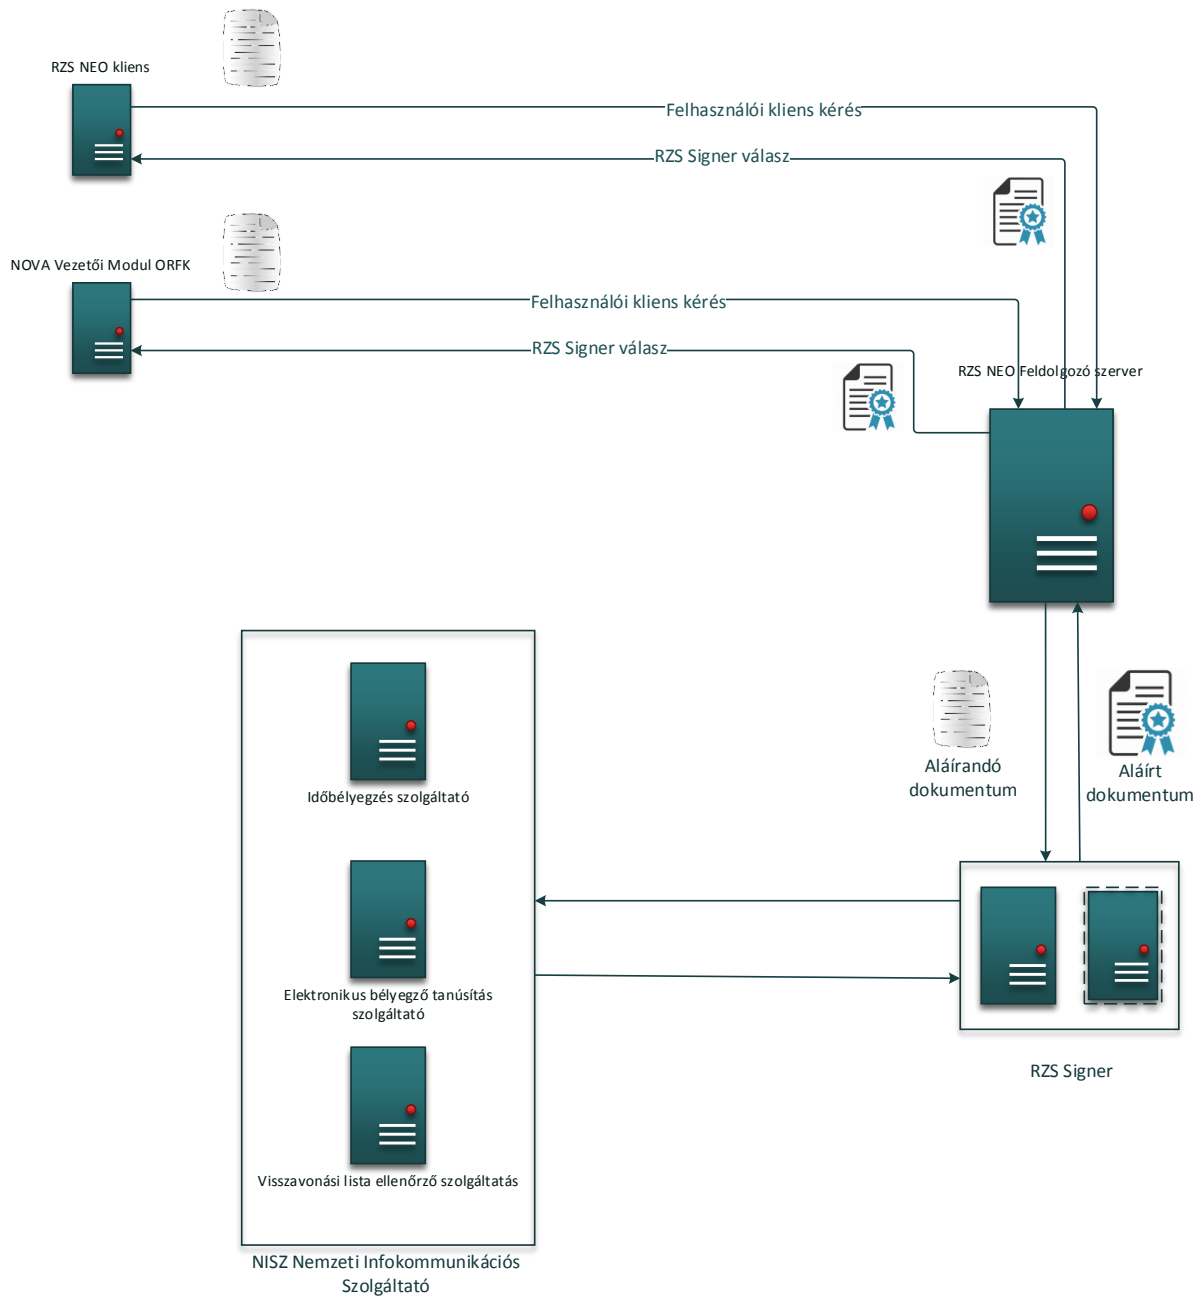 RZS NEO kliens
Felhasználói kliens kérés
RZS Signer válasz
NOVA Vezetői Modul ORFK
Felhasználói kliens kérés
RZS Signer válasz
RZS NEO Feldolgozó szerver
Aláírandó
dokumentum
Aláírt
dokumentum
Időbélyegzés szolgáltató
Elektronikus bélyegző tanúsítás
szolgáltató
RZS Signer
Visszavonási lista ellenőrző szolgáltatás
NISZ Nemzeti Infokommunikációs
Szolgáltató